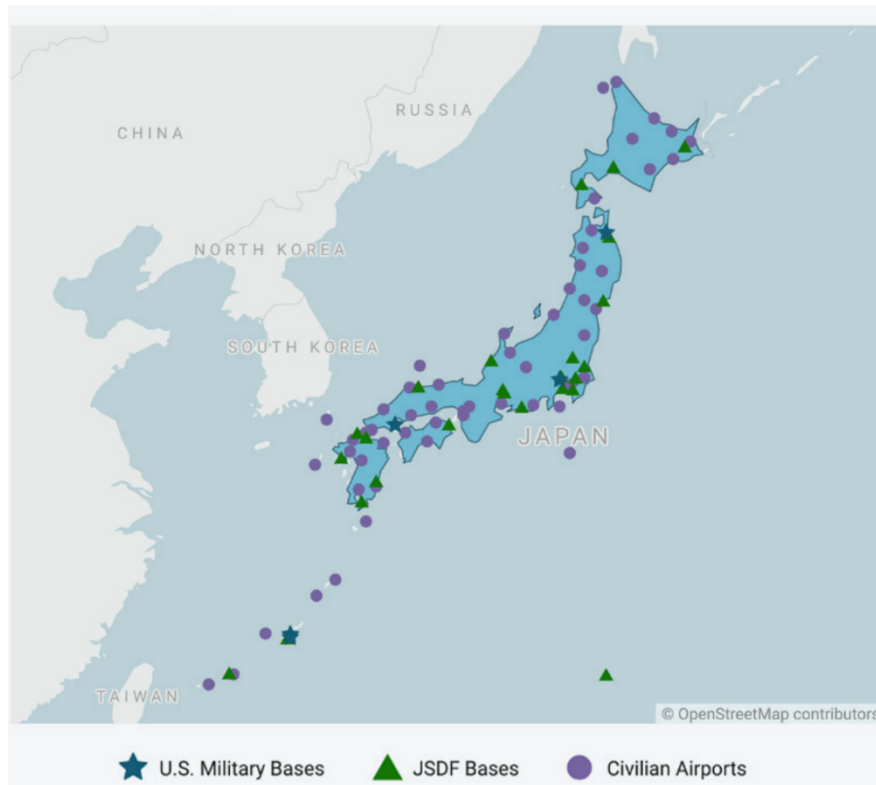 RUSSIA
CHINA
NORTH KOREA
SOUTH KOREA
JAPAN
TAIWAN
© OpenStreetMap contributors
U.S. Military Bases
JSDF Bases
Civilian Airports